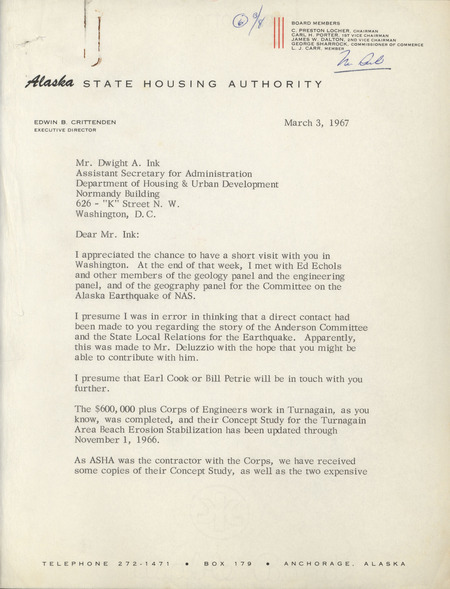 BOARD MEMBERS
C. PRESTON LOCHER, CHAIRMAN
CARL H. PORTER, 1ST VICE CHAIRMAN
JAMES W. DALTON, 2ND VICE CHAIRMAN
GEORGE SHARROCK, COMMISSIONER OF COMMERCE
L. J. CARR, MEMBER
Alaska STATE HOUSING AUTHORITY
EDWIN B. CRITTENDEN
EXECUTIVE DIRECTOR
March 3, 1967
Mr. Dwight A. Ink
Assistant Secretary for Administration
Department of Housing & Urban Development
Normandy Building
626 - "K" Street N. W.
Washington, D. C.
Dear Mr. Ink:
I appreciated the chance to have a short visit with you in
Washington. At the end of that week, I met with Ed Echols
and other members of the geology panel and the engineering
panel, and of the geography panel for the Committee on the
Alaska Earthquake of NAS.
I presume I was in error in thinking that a direct contact had
been made to you regarding the story of the Anderson Committee
and the State Local Relations for the Earthquake. Apparently,
this was made to Mr. Deluzzio with the hope that you might be
able to contribute with him.
I presume that Earl Cook or Bill Petrie will be in touch with you
further.
The $600,000 plus Corps of Engineers work in Turnagain, as you
know, was completed, and their Concept Study for the Turnagain
Area Beach Erosion Stabilization has been updated through
November 1, 1966.
As ASHA was the contractor with the Corps, we have received
some copies of their Concept Study, as well as the two expensive
TELEPHONE 272-1471 • BOX 179 • ANCHORAGE, ALASKA